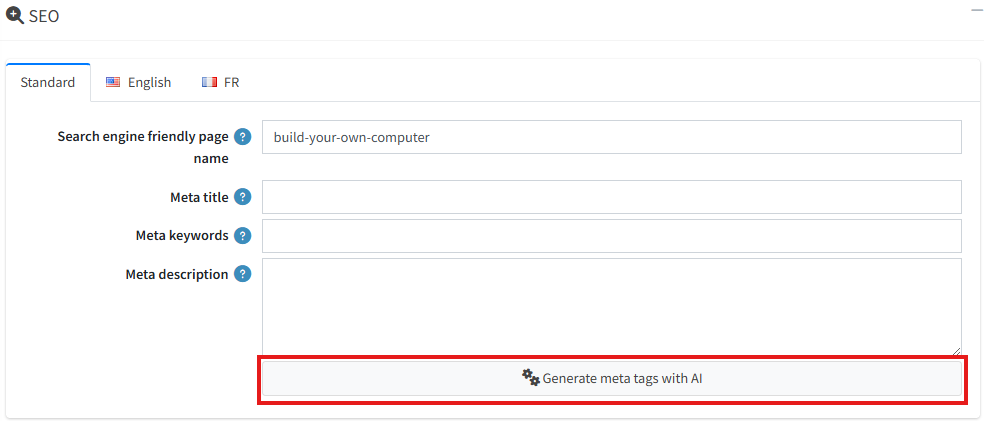 SEO
Standard
English
FR
Search engine friendly page
name
?
build-your-own-computer
Meta title
?
Meta keywords
?
Meta description
?
Generate meta tags with AI